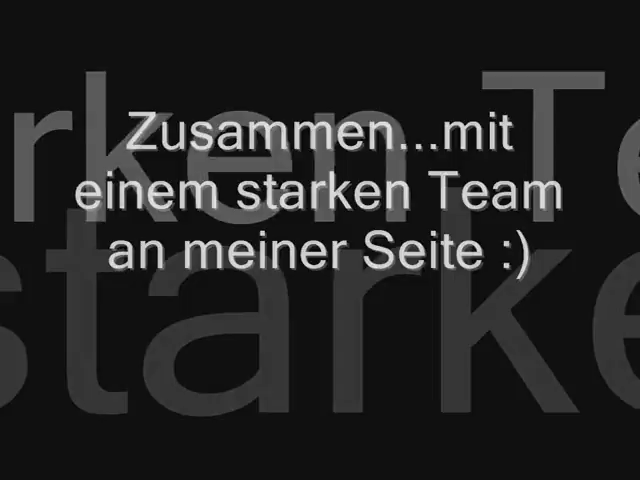 Zusammen...mit
einem starken Team
an meiner Seite :)
rken Te
starke